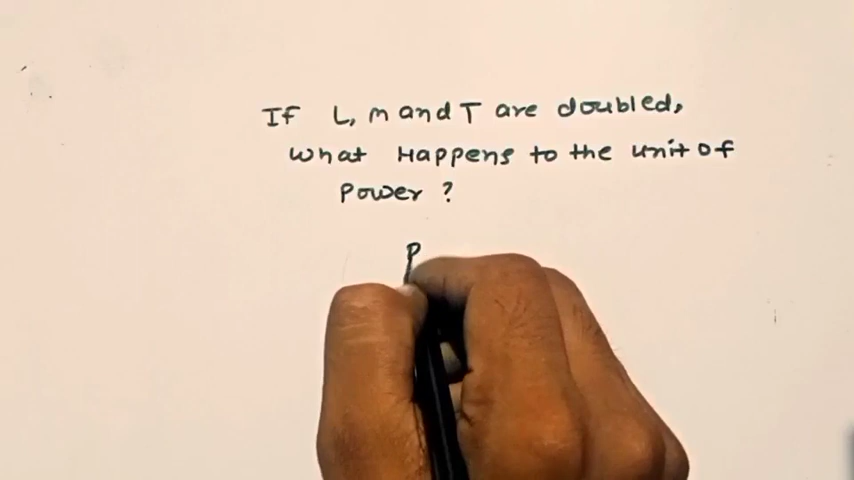 If L, m and T are doubled,
What Happens to the unit of
Power ?
P